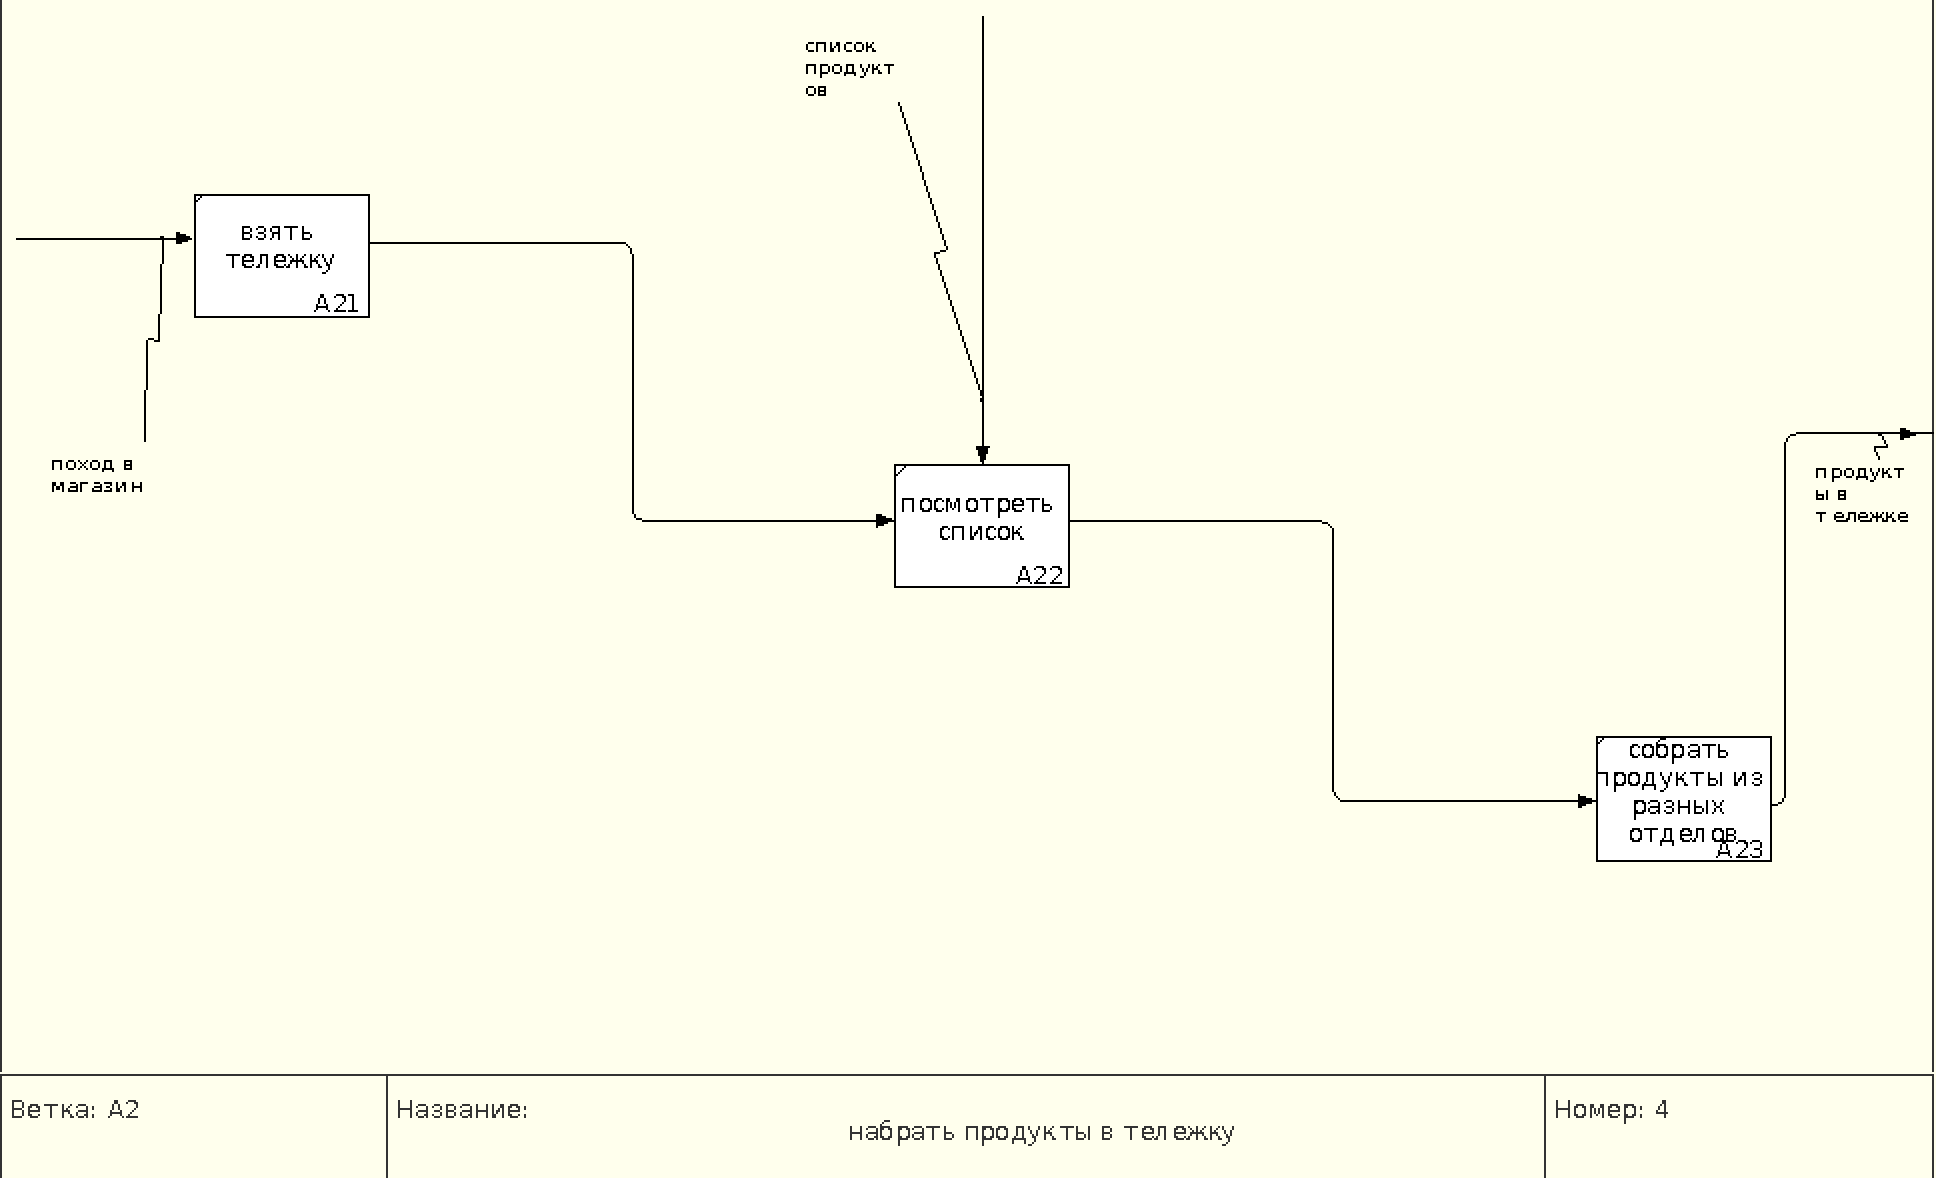 список
продукт
ов
взять
тележку
A21
поход в
магазин
посмотреть
список
A22
продукт
ы в
тележке
собрать
продукты из
разных
отделов
A23
Ветка: A2
Название:
набрать продукты в тележку
Номер: 4